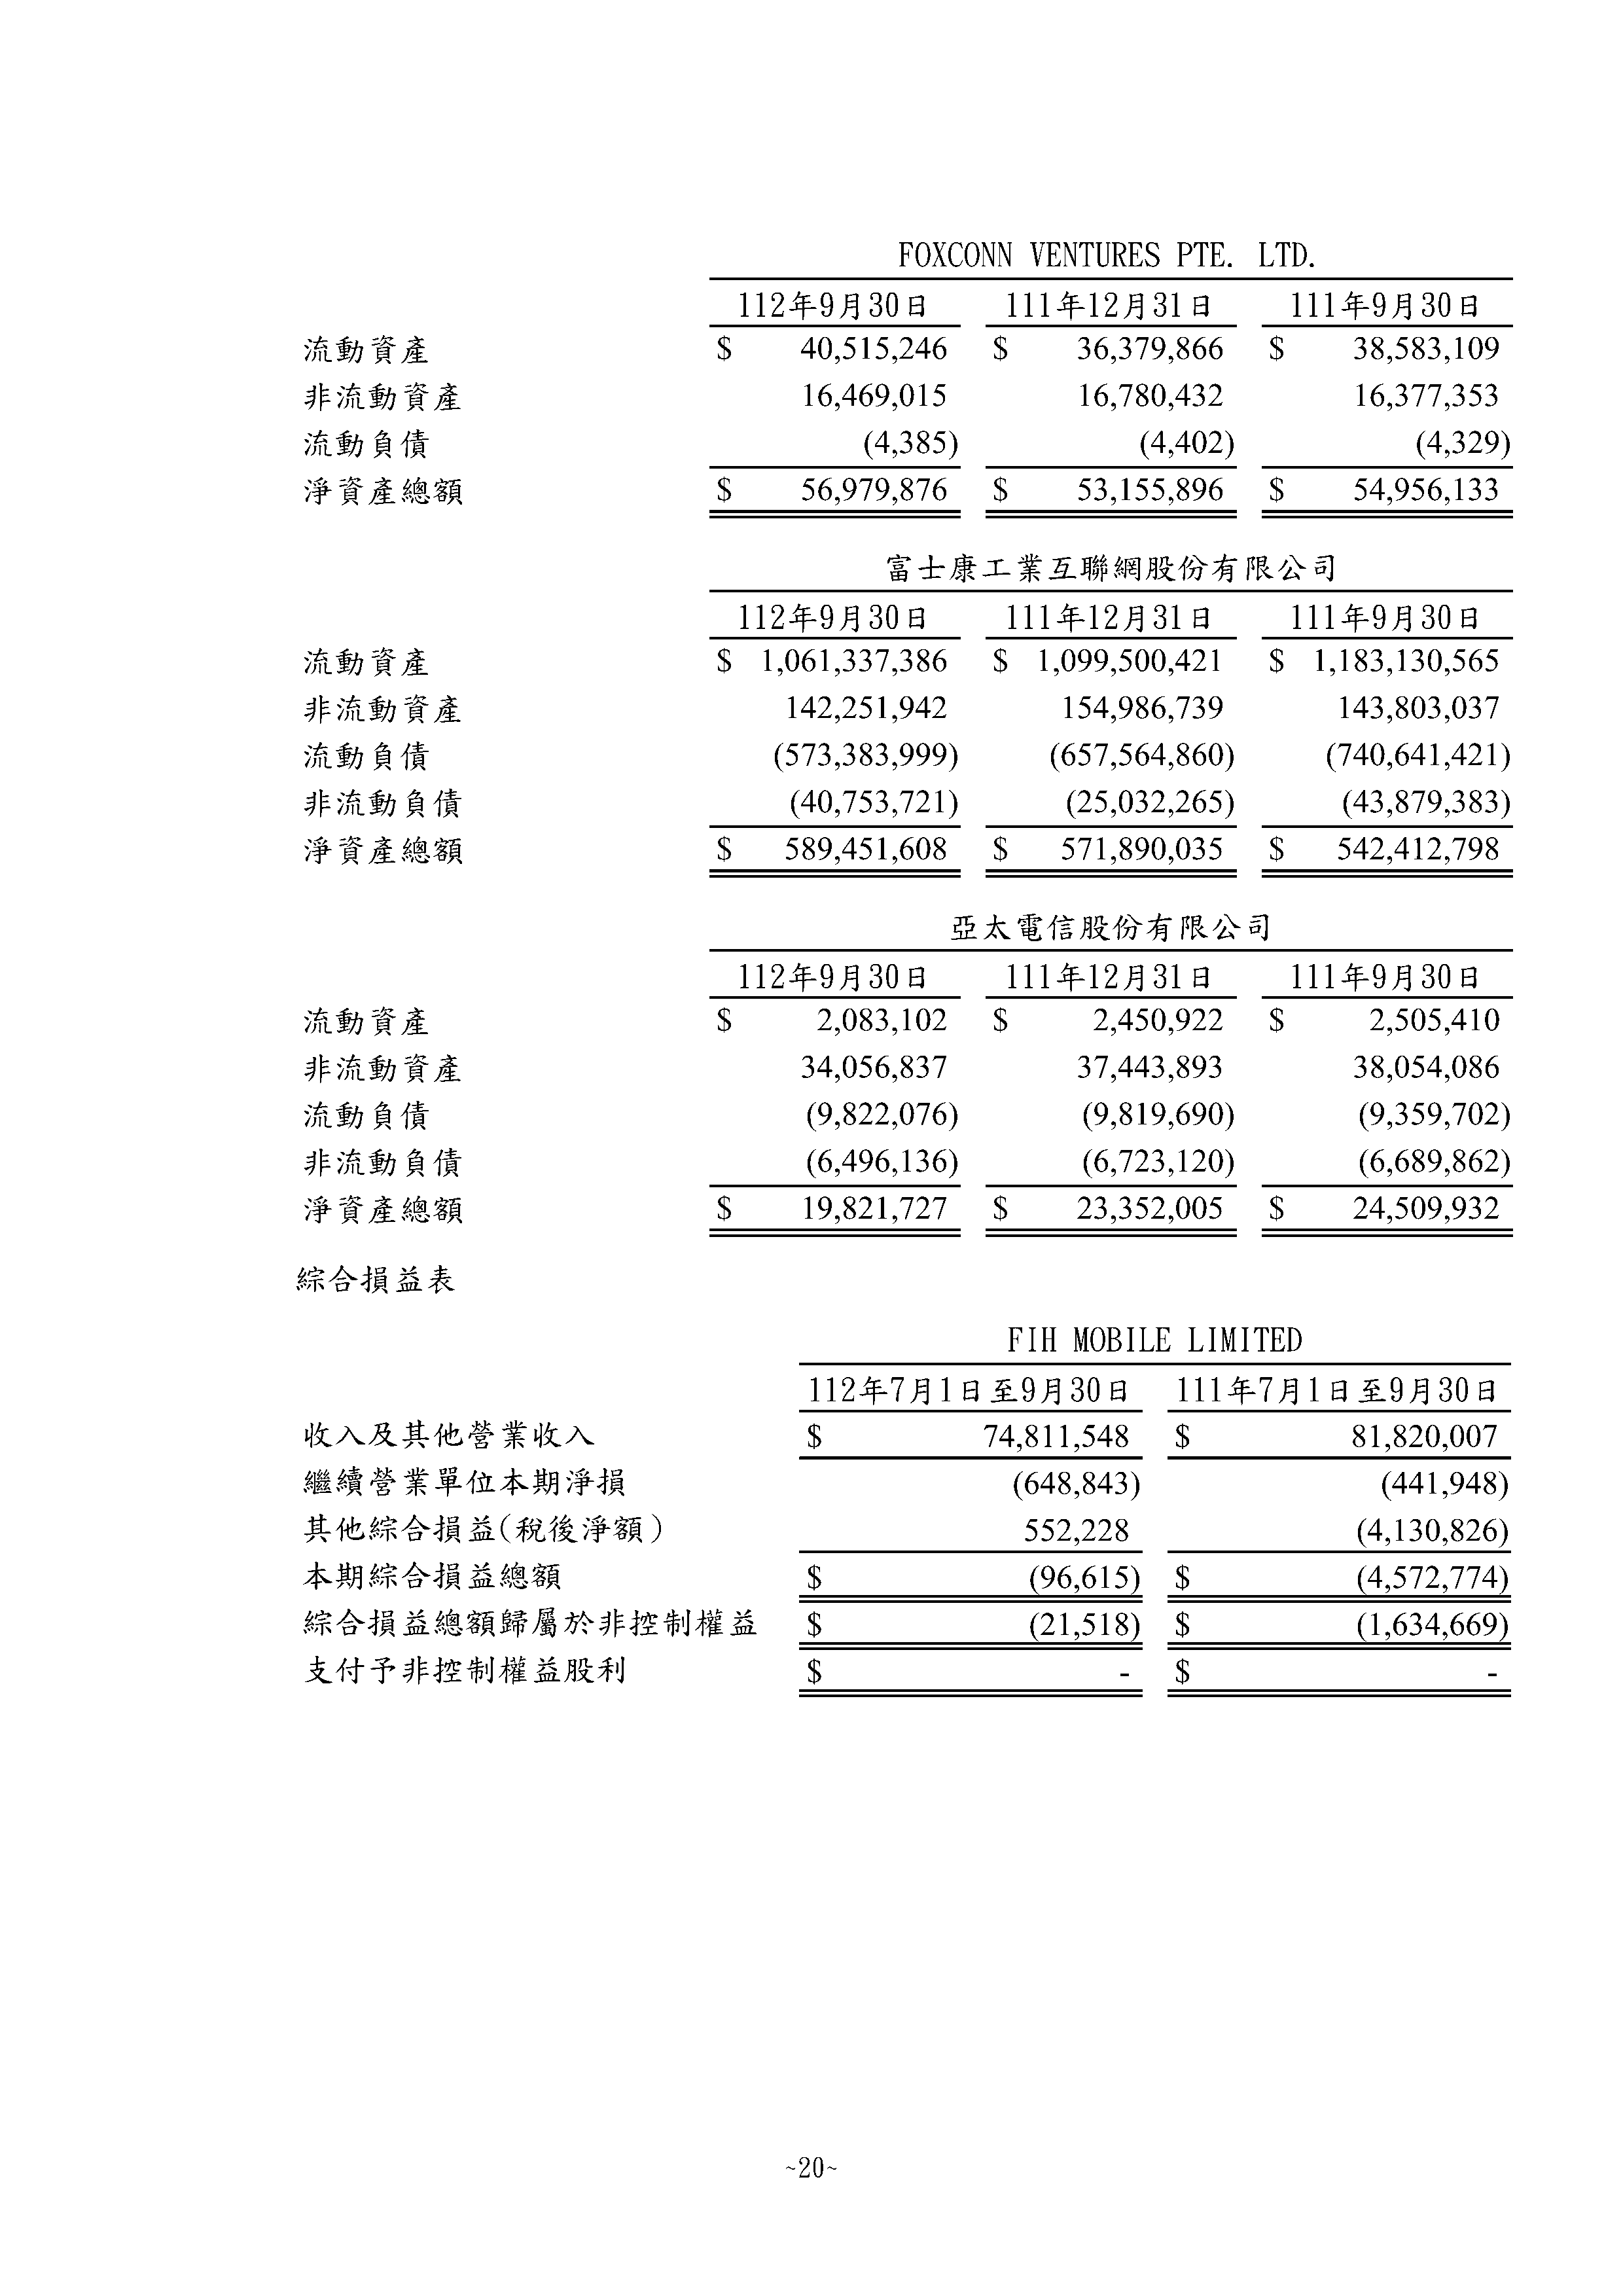 FOXCONN VENTURES PTE. LTD.
112年9月30日 111年12月31日 111年9月30日
流動資產 $ 40,515,246 $ 36,379,866 $ 38,583,109
非流動資產 16,469,015 16,780,432 16,377,353
流動負債 (4,385) (4,402) (4,329)
淨資產總額 $ 56,979,876 $ 53,155,896 $ 54,956,133
富士康工業互聯網股份有限公司
112年9月30日 111年12月31日 111年9月30日
流動資產 $ 1,061,337,386 $ 1,099,500,421 $ 1,183,130,565
非流動資產 142,251,942 154,986,739 143,803,037
流動負債 (573,383,999) (657,564,860) (740,641,421)
非流動負債 (40,753,721) (25,032,265) (43,879,383)
淨資產總額 $ 589,451,608 $ 571,890,035 $ 542,412,798
亞太電信股份有限公司
112年9月30日 111年12月31日 111年9月30日
流動資產 $ 2,083,102 $ 2,450,922 $ 2,505,410
非流動資產 34,056,837 37,443,893 38,054,086
流動負債 (9,822,076) (9,819,690) (9,359,702)
非流動負債 (6,496,136) (6,723,120) (6,689,862)
淨資產總額 $ 19,821,727 $ 23,352,005 $ 24,509,932
綜合損益表
FIH MOBILE LIMITED
112年7月1日至9月30日 111年7月1日至9月30日
收入及其他營業收入 $ 74,811,548 $ 81,820,007
繼續營業單位本期淨損 (648,843) (441,948)
其他綜合損益(稅後淨額) 552,228 (4,130,826)
本期綜合損益總額 $ (96,615) $ (4,572,774)
綜合損益總額歸屬於非控制權益 $ (21,518) $ (1,634,669)
支付予非控制權益股利 $ - $ -
~20~